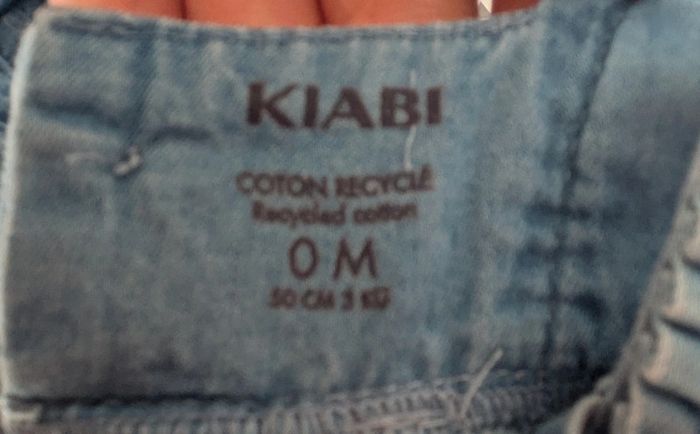 KIABI
COTON RECYCLÉ
Recycled cotton
0 M
50 CM 3 KG